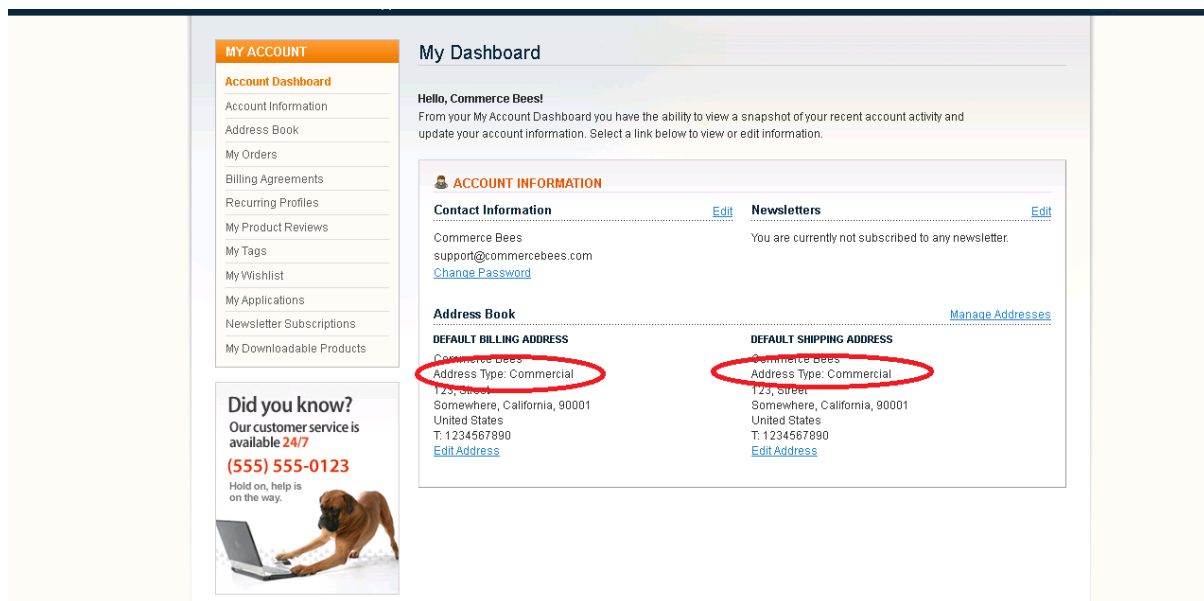 MY ACCOUNT
Account Dashboard
Account Information
Address Book
My Orders
Billing Agreements
Recurring Profiles
My Product Reviews
My Tags
My Wishlist
My Applications
Newsletter Subscriptions
My Downloadable Products
Did you know?
Our customer service is
available 24/7
(555) 555-0123
Hold on, help is
on the way.
My Dashboard
Hello, Commerce Bees!
From your My Account Dashboard you have the ability to view a snapshot of your recent account activity and
update your account information. Select a link below to view or edit information.
ACCOUNT INFORMATION
Contact Information Edit
Commerce Bees
support@commercebees.com
Change Password
Newsletters Edit
You are currently not subscribed to any newsletter.
Address Book Manage Addresses
DEFAULT BILLING ADDRESS
Commerce Bees
Address Type: Commercial
123, Street
Somewhere, California, 90001
United States
T: 1234567890
Edit Address
DEFAULT SHIPPING ADDRESS
Commerce Bees
Address Type: Commercial
123, Street
Somewhere, California, 90001
United States
T: 1234567890
Edit Address